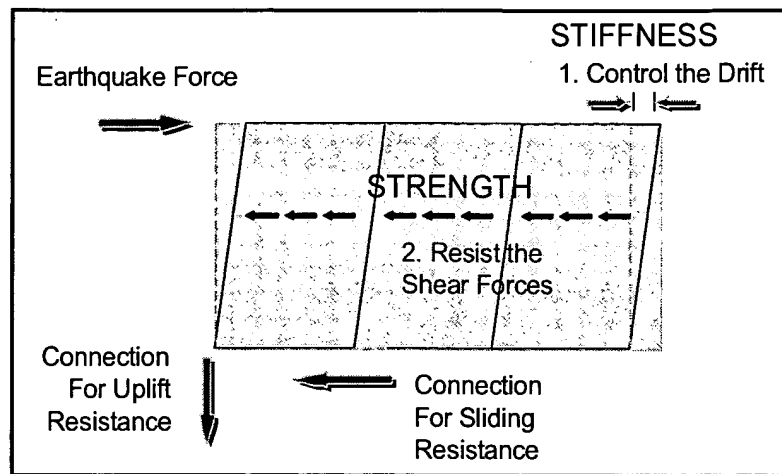 STIFFNESS
1. Control the Drift
Earthquake Force
STRENGTH
2. Resist the
Shear Forces
Connection
For Uplift
Resistance
Connection
For Sliding
Resistance